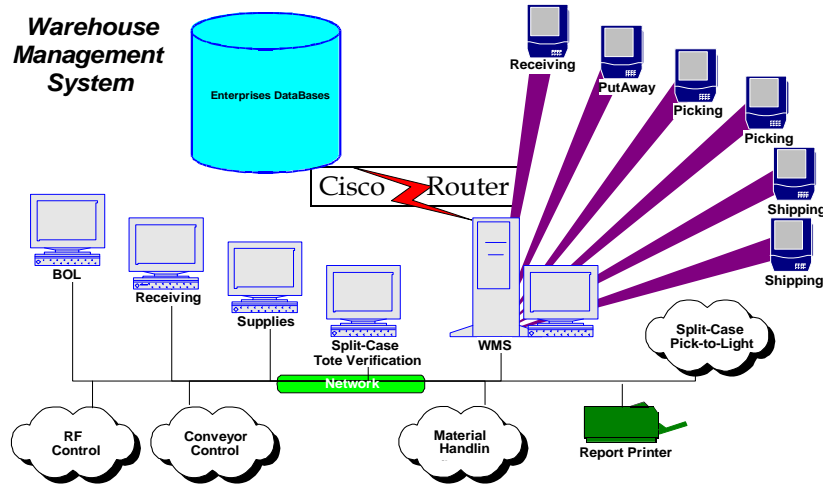 Warehouse
Management
System
Enterprises DataBases
Receiving
PutAway
Picking
Picking
Shipping
Shipping
Cisco Router
BOL
Receiving
Supplies
Split-Case
Tote Verification
WMS
Split-Case
Pick-to-Light
Network
RF
Control
Conveyor
Control
Material
Handlin
Report Printer